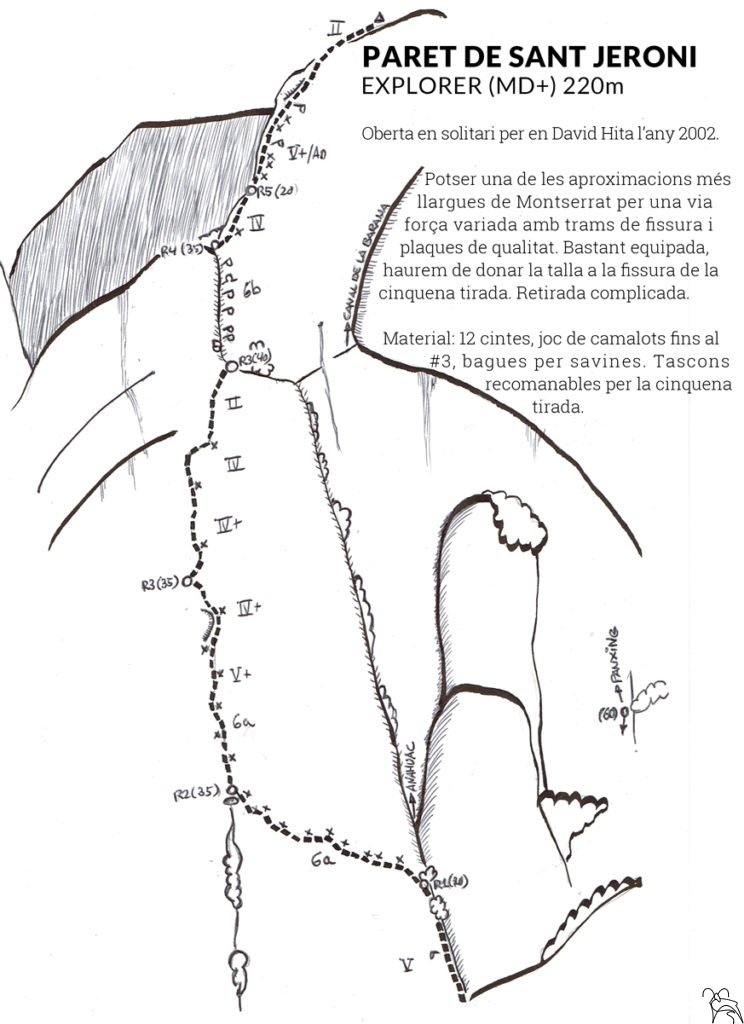 PARET DE SANT JERONI
EXPLORER (MD+) 220m
Oberta en solitari per en David Hita l'any 2002.
Potser una de les aproximacions més
llargues de Montserrat per una via
força variada amb trams de fissura i
plaques de qualitat. Bastant equipada,
haurem de donar la talla a la fissura de la
cinquena tirada. Retirada complicada.
Material: 12 cintes, joc de camalots fins al
#3, bagues per savines. Tascons
recomanables per la cinquena
tirada.
II
V+/A0
R5 (20)
IV
R4 (35)
6b
CANAL DE LA BARANA
R3 (40)
II
IV
IV+
R3 (35)
IV+
V+
6a
R2 (35)
6a
ANAHUAC
R1 (20)
V
(60)